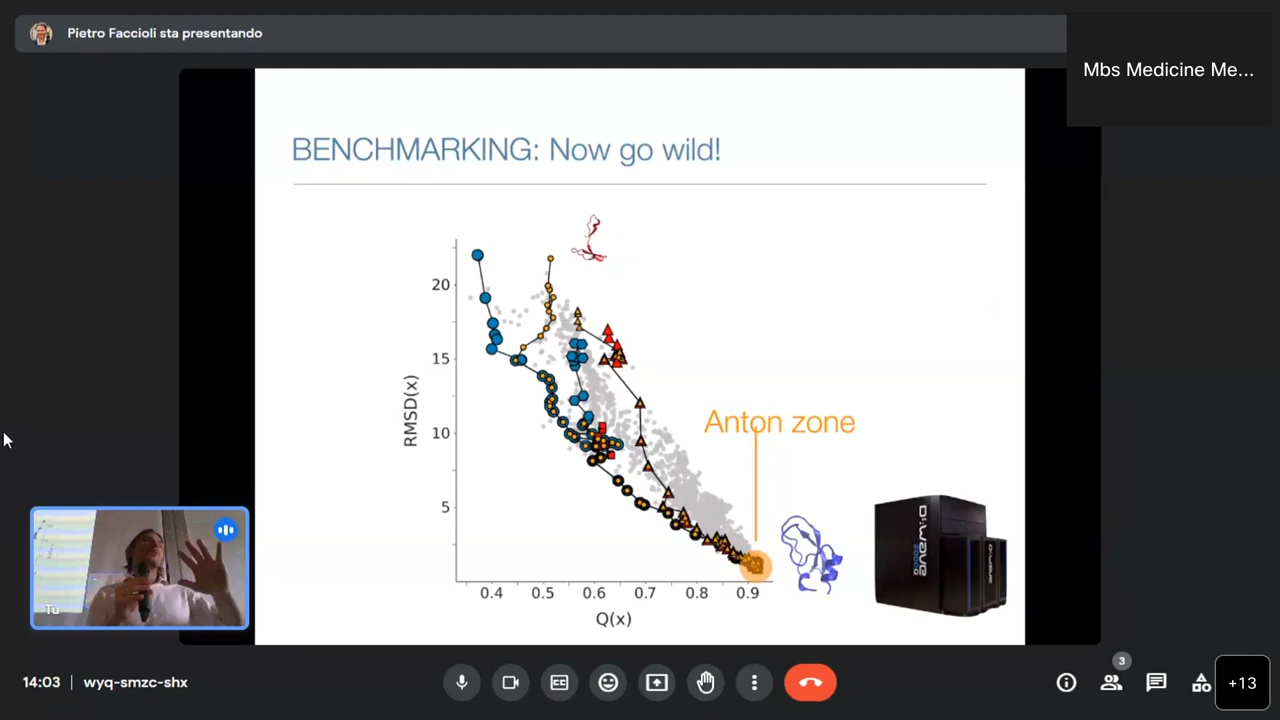 Pietro Faccioli sta presentando
Mbs Medicine Me...
BENCHMARKING: Now go wild!
20
15
10
5
RMSD(x)
Anton zone
0.4 0.5 0.6 0.7 0.8 0.9
Q(x)
D:WAVE
Tu
14:03 | wyq-smzc-shx
CC
3
+13